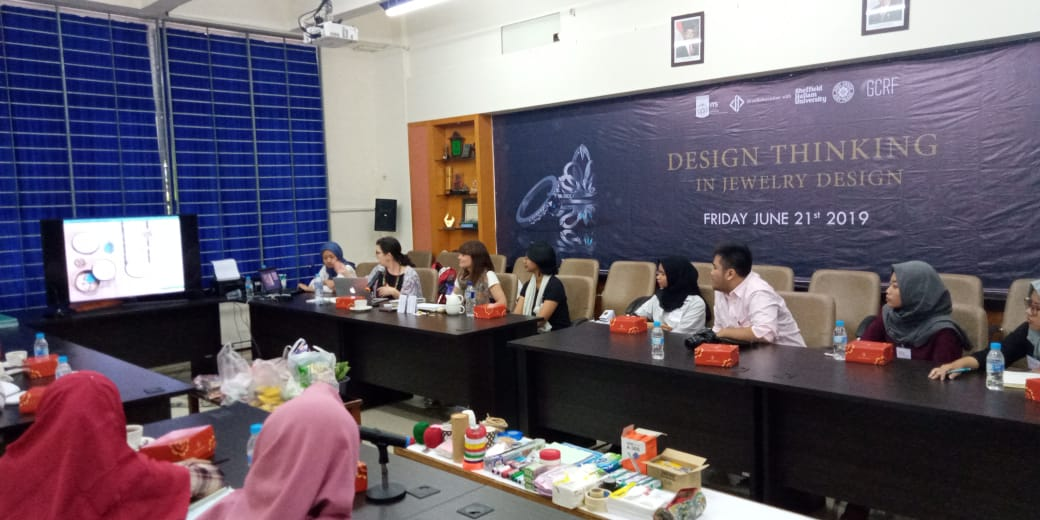 Sheffield
Hallam
University
GCRF
DESIGN THINKING
IN JEWELRY DESIGN
FRIDAY JUNE 21st 2019